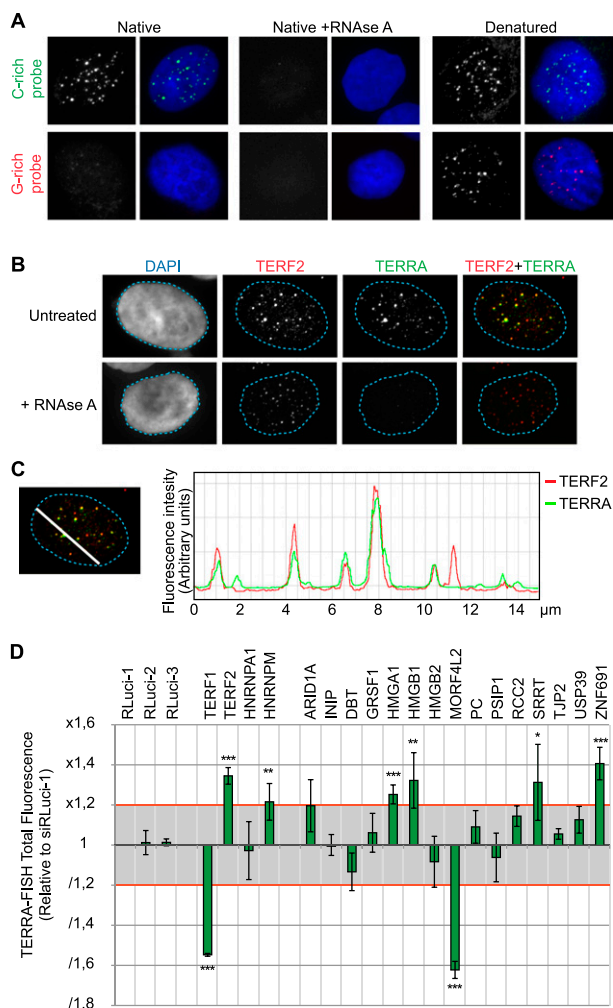 A
Native
Native +RNAse A
Denatured
C-rich
probe
G-rich
probe
B
DAPI
TERF2
TERRA
TERF2+TERRA
Untreated
+ RNAse A
C
Fluorescence intesity
(Arbitrary units)
TERF2
TERRA
0 2 4 6 8 10 12 14 μm
D
RLuci-1
RLuci-2
RLuci-3
TERF1
TERF2
HNRNPA1
HNRNPM
ARID1A
INIP
DBT
GRSF1
HMGA1
HMGB1
HMGB2
MORF4L2
PC
PSIP1
RCC2
SRRT
TJP2
USP39
ZNF691
TERRA-FISH Total Fluorescence
(Relative to siRLuci-1)
x1,6
x1,4
x1,2
1
/1,2
/1,4
/1,6
/1,8
***
***
**
***
**
***
*
***